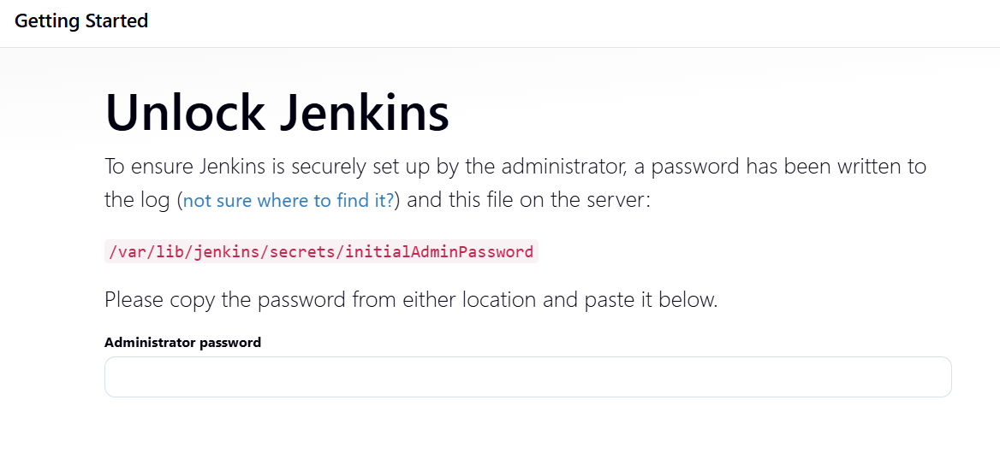 Getting Started
Unlock Jenkins
To ensure Jenkins is securely set up by the administrator, a password has been written to
the log (not sure where to find it?) and this file on the server:
/var/lib/jenkins/secrets/initialAdminPassword
Please copy the password from either location and paste it below.
Administrator password